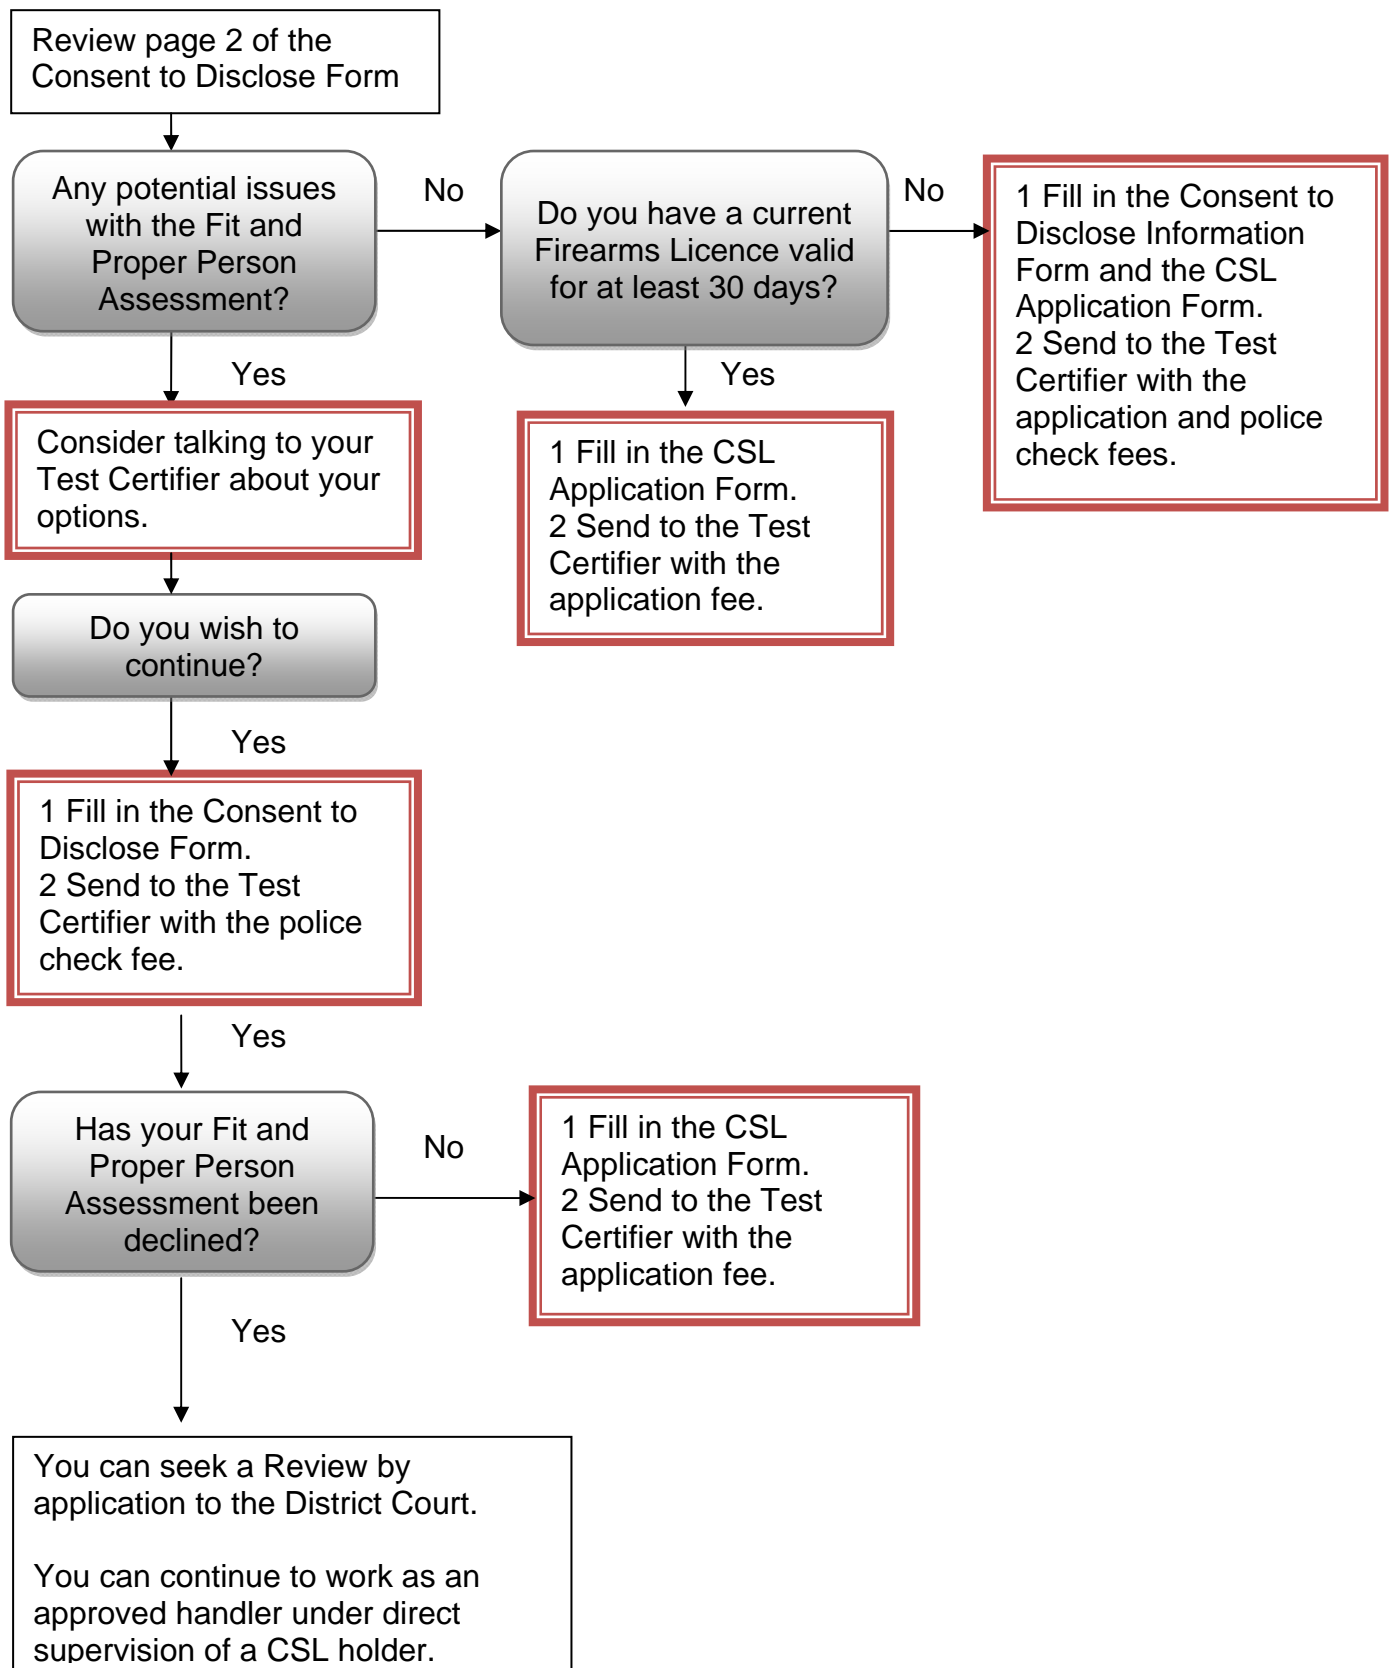 Review page 2 of the
Consent to Disclose Form
Any potential issues
with the Fit and
Proper Person
Assessment?
No
Do you have a current
Firearms Licence valid
for at least 30 days?
No
1 Fill in the Consent to
Disclose Information
Form and the CSL
Application Form.
2 Send to the Test
Certifier with the
application and police
check fees.
Yes
Yes
Consider talking to your
Test Certifier about your
options.
1 Fill in the CSL
Application Form.
2 Send to the Test
Certifier with the
application fee.
Do you wish to
continue?
Yes
1 Fill in the Consent to
Disclose Form.
2 Send to the Test
Certifier with the police
check fee.
Yes
Has your Fit and
Proper Person
Assessment been
declined?
No
1 Fill in the CSL
Application Form.
2 Send to the Test
Certifier with the
application fee.
Yes
You can seek a Review by
application to the District Court.
You can continue to work as an
approved handler under direct
supervision of a CSL holder.